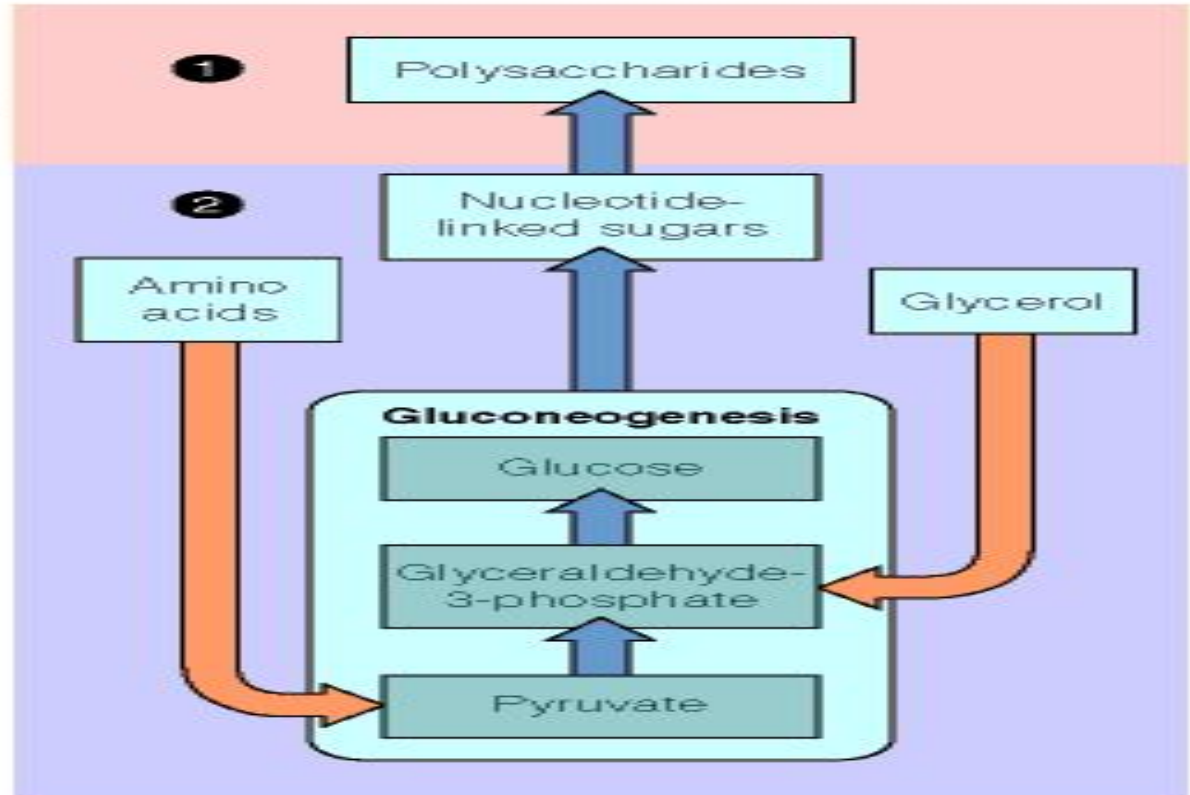 1
Polysaccharides
2
Nucleotide-
linked sugars
Amino
acids
Glycerol
Gluconeogenesis
Glucose
Glyceraldehyde-
3-phosphate
Pyruvate